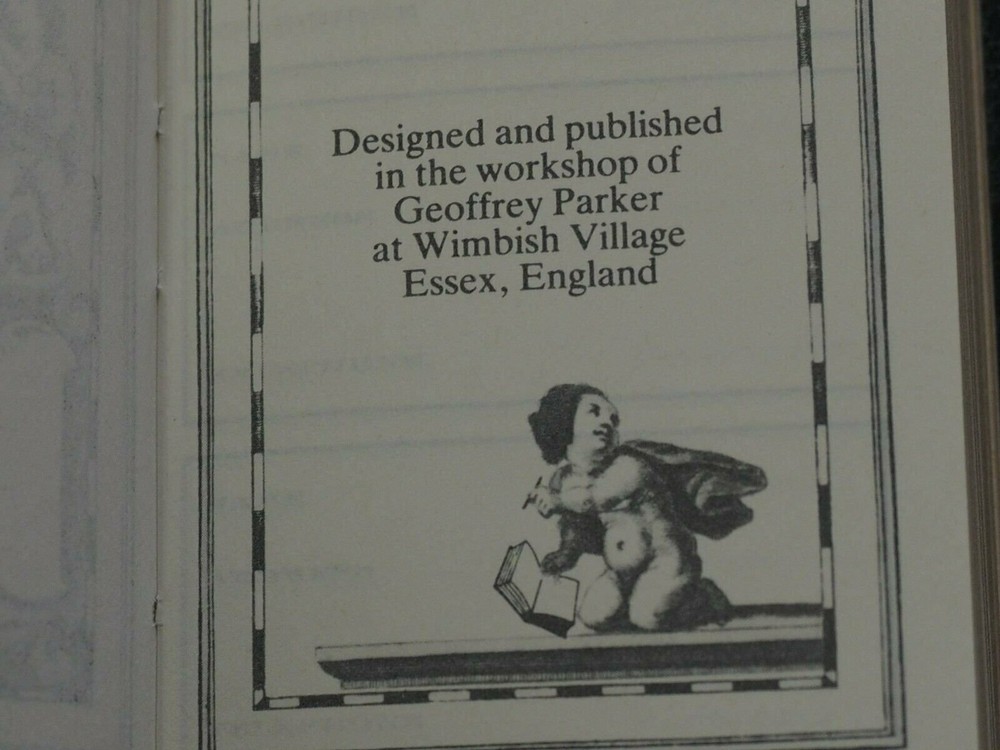 Designed and published
in the workshop of
Geoffrey Parker
at Wimbish Village
Essex, England